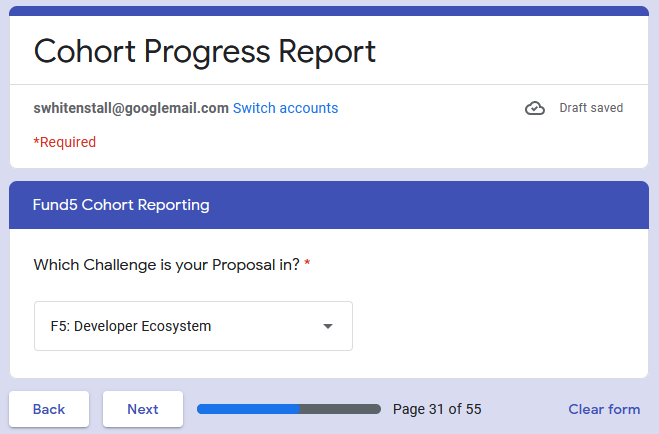 Cohort Progress Report
swhitenstall@googlemail.com Switch accounts
Draft saved
*Required
Fund5 Cohort Reporting
Which Challenge is your Proposal in? *
F5: Developer Ecosystem
Back
Next
Page 31 of 55
Clear form